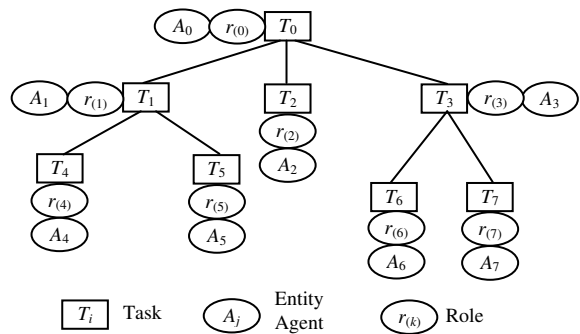 A0 r(0) T0
A1 r(1) T1 T2 T3 r(3) A3
r(2)
A2
T4 T5 T6 T7
r(4) r(5) r(6) r(7)
A4 A5 A6 A7
Ti Task Aj Entity Agent r(k) Role